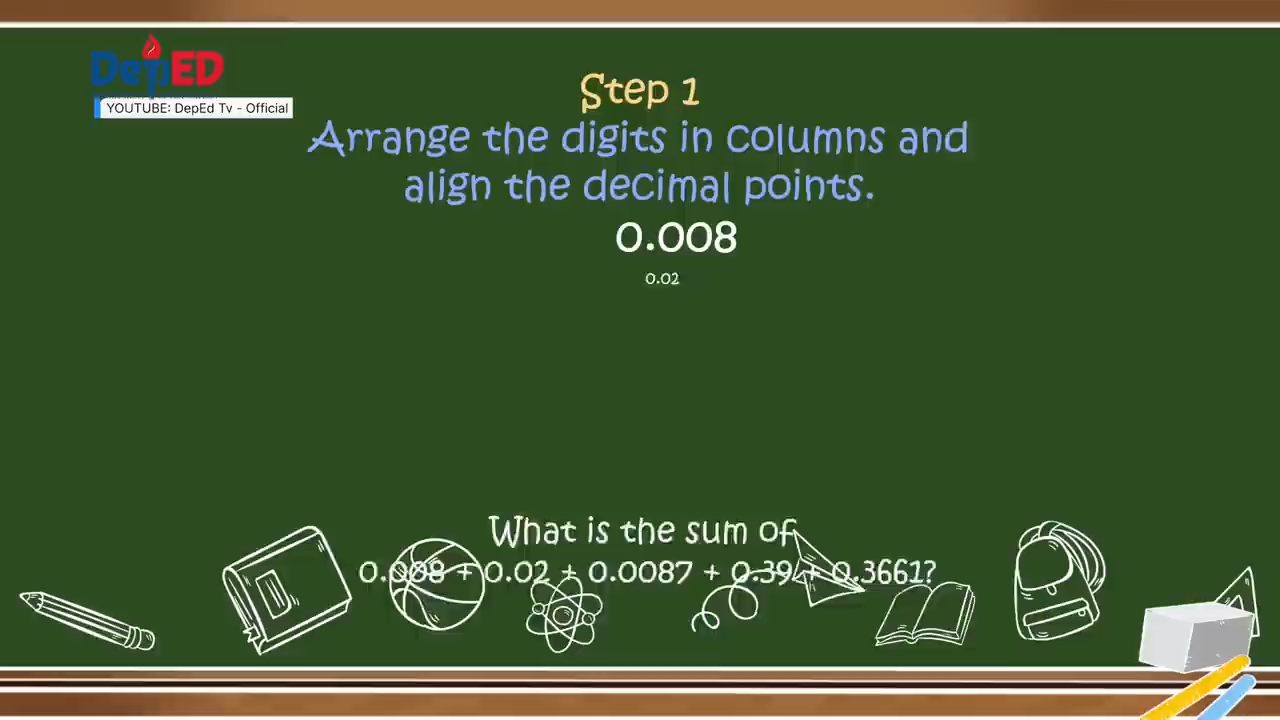 DepED
YOUTUBE: DepEd Tv - Official
Step 1
Arrange the digits in columns and
align the decimal points.
0.008
0.02
What is the sum of
0.008 + 0.02 + 0.0087 + 0.39 + 0.3661?